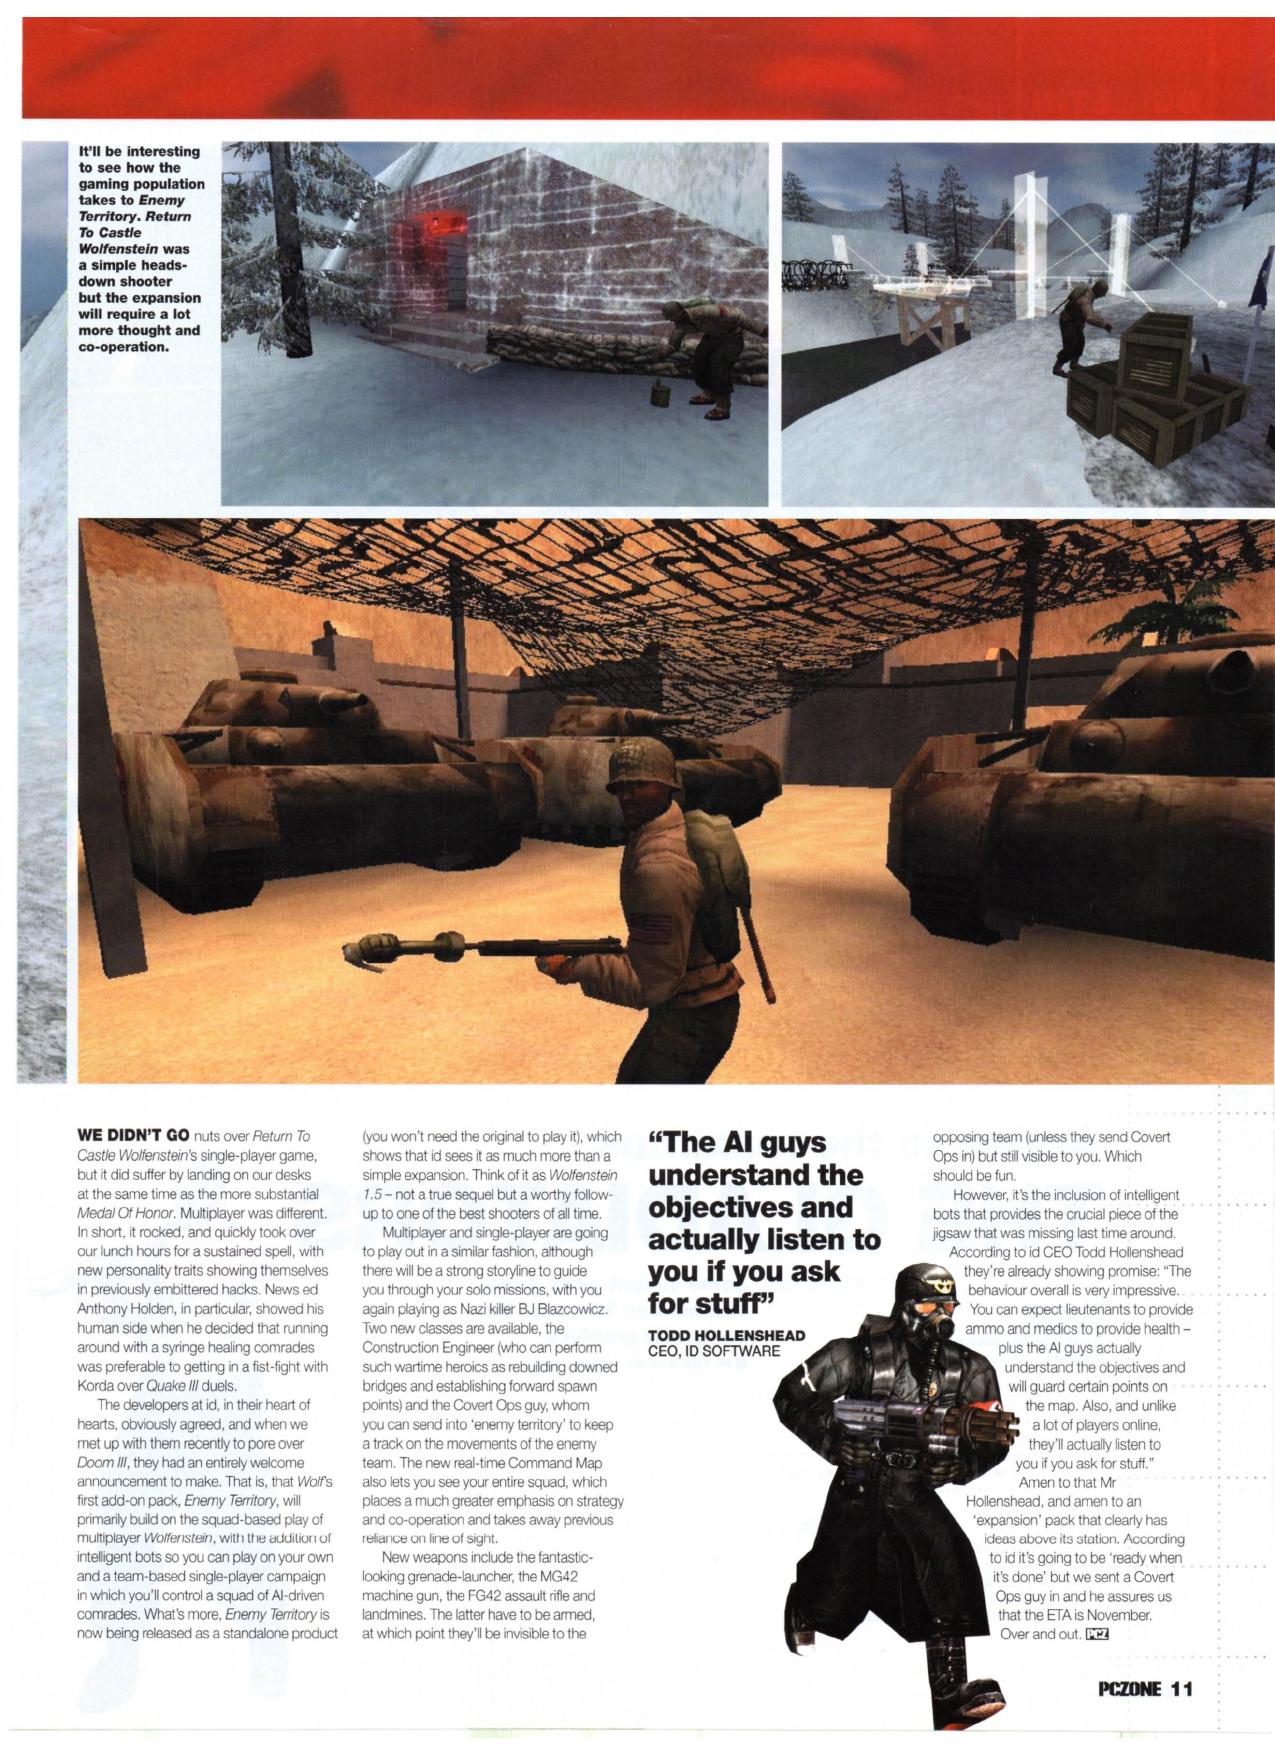 It'll be interesting
to see how the
gaming population
takes to Enemy
Territory. Return
To Castle
Wolfenstein was
a simple heads-
down shooter
but the expansion
will require a lot
more thought and
co-operation.
WE DIDN'T GO nuts over Return To
Castle Wolfenstein's single-player game,
but it did suffer by landing on our desks
at the same time as the more substantial
Medal Of Honor. Multiplayer was different.
In short, it rocked, and quickly took over
our lunch hours for a sustained spell, with
new personality traits showing themselves
in previously embittered hacks. News ed
Anthony Holden, in particular, showed his
human side when he decided that running
around with a syringe healing comrades
was preferable to getting in a fist-fight with
Korda over Quake III duels.
The developers at id, in their heart of
hearts, obviously agreed, and when we
met up with them recently to pore over
Doom III, they had an entirely welcome
announcement to make. That is, that Wolf's
first add-on pack, Enemy Territory, will
primarily build on the squad-based play of
multiplayer Wolfenstein, with the addition of
intelligent bots so you can play on your own
and a team-based single-player campaign
in which you'll control a squad of AI-driven
comrades. What's more, Enemy Territory is
now being released as a standalone product
(you won't need the original to play it), which
shows that id sees it as much more than a
simple expansion. Think of it as Wolfenstein
1.5 – not a true sequel but a worthy follow-
up to one of the best shooters of all time.
Multiplayer and single-player are going
to play out in a similar fashion, although
there will be a strong storyline to guide
you through your solo missions, with you
again playing as Nazi killer BJ Blazcowicz.
Two new classes are available, the
Construction Engineer (who can perform
such wartime heroics as rebuilding downed
bridges and establishing forward spawn
points) and the Covert Ops guy, whom
you can send into 'enemy territory' to keep
a track on the movements of the enemy
team. The new real-time Command Map
also lets you see your entire squad, which
places a much greater emphasis on strategy
and co-operation and takes away previous
reliance on line of sight.
New weapons include the fantastic-
looking grenade-launcher, the MG42
machine gun, the FG42 assault rifle and
landmines. The latter have to be armed,
at which point they'll be invisible to the
"The AI guys
understand the
objectives and
actually listen to
you if you ask
for stuff"
TODD HOLLENSHEAD
CEO, ID SOFTWARE
opposing team (unless they send Covert
Ops in) but still visible to you. Which
should be fun.
However, it's the inclusion of intelligent
bots that provides the crucial piece of the
jigsaw that was missing last time around.
According to id CEO Todd Hollenshead
they're already showing promise: "The
behaviour overall is very impressive.
You can expect lieutenants to provide
ammo and medics to provide health –
plus the AI guys actually
understand the objectives and
will guard certain points on
the map. Also, and unlike
a lot of players online,
they'll actually listen to
you if you ask for stuff."
Amen to that Mr
Hollenshead, and amen to an
'expansion' pack that clearly has
ideas above its station. According
to id it's going to be 'ready when
it's done' but we sent a Covert
Ops guy in and he assures us
that the ETA is November.
Over and out. PCZ
PCZONE 11